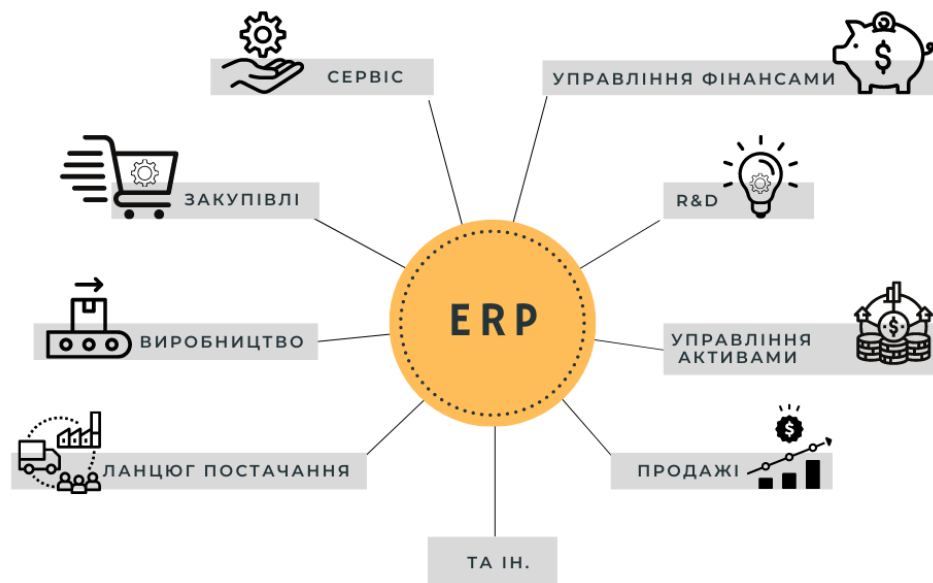 СЕРВІС
УПРАВЛІННЯ ФІНАНСАМИ
ЗАКУПІВЛІ
R&D
ERP
ВИРОБНИЦТВО
УПРАВЛІННЯ
АКТИВАМИ
ЛАНЦЮГ ПОСТАЧАННЯ
ПРОДАЖІ
ТА ІН.